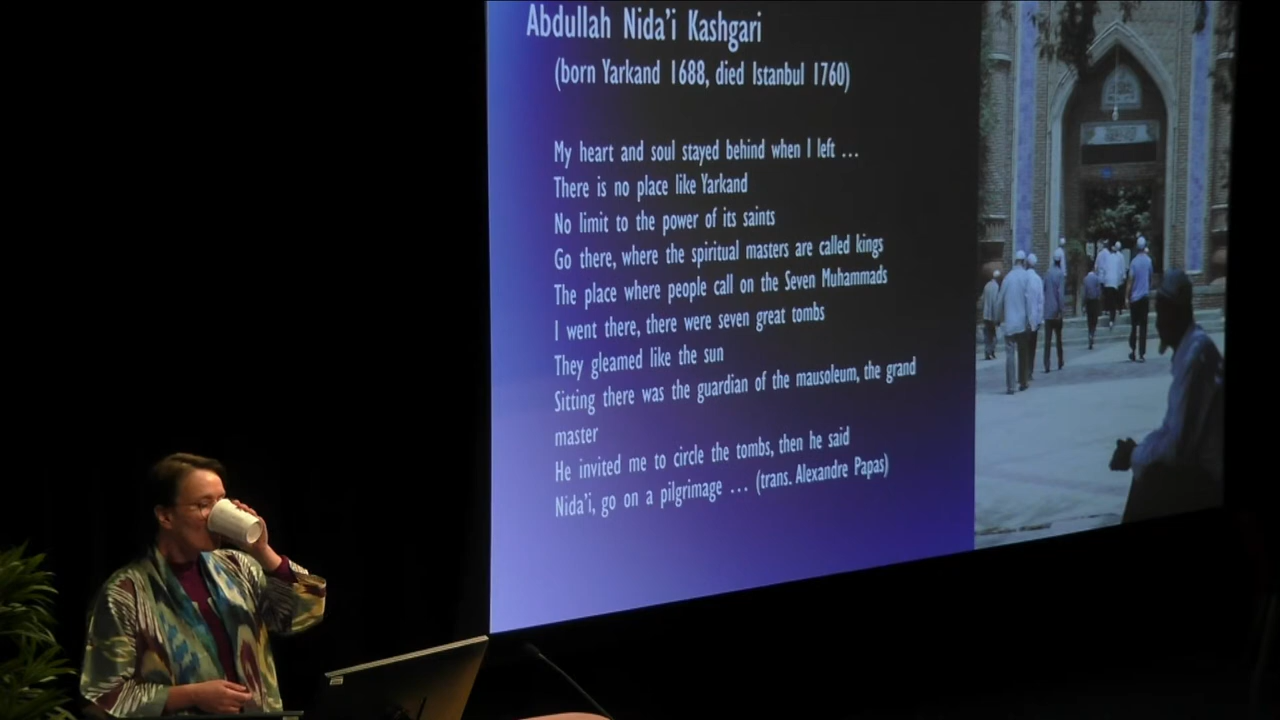 Abdullah Nida'i Kashgari
(born Yarkand 1688, died Istanbul 1760)
My heart and soul stayed behind when I left ...
There is no place like Yarkand
No limit to the power of its saints
Go there, where the spiritual masters are called kings
The place where people call on the Seven Muhammads
I went there, there were seven great tombs
They gleamed like the sun
Sitting there was the guardian of the mausoleum, the grand
master
He invited me to circle the tombs, then he said
Nida'i, go on a pilgrimage ... (trans. Alexandre Papas)